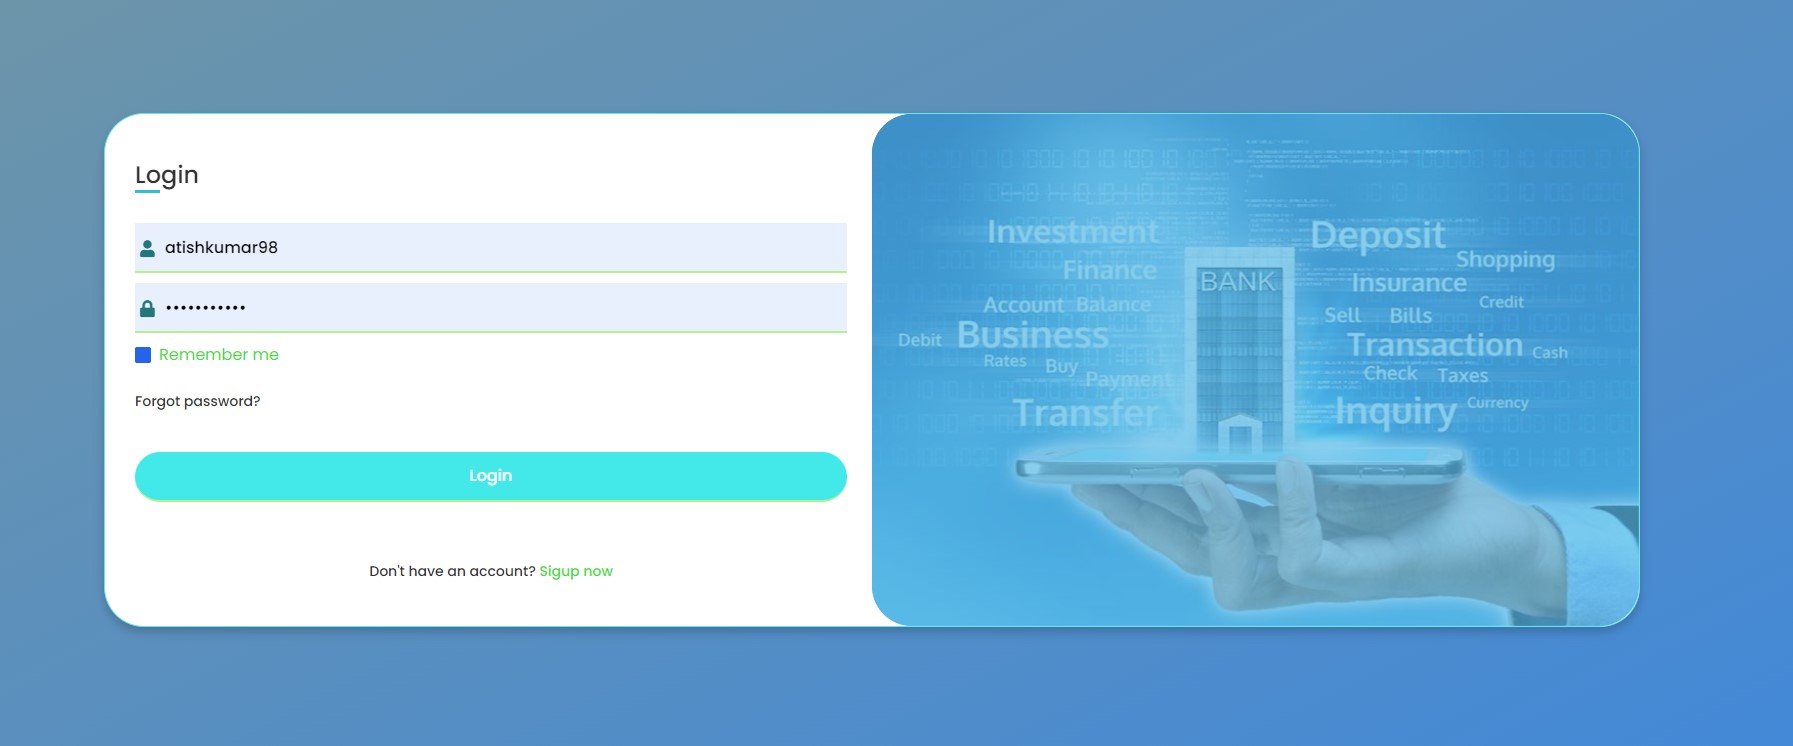 Login
atishkumar98
•••••••••••
Remember me
Forgot password?
Login
Don't have an account? Sigup now
Investment
Finance
Account Balance
Debit Business
Rates Buy
Payment
Transfer
BANK
Deposit
Shopping
Insurance
Credit
Sell Bills
Transaction Cash
Check Taxes
Inquiry Currency